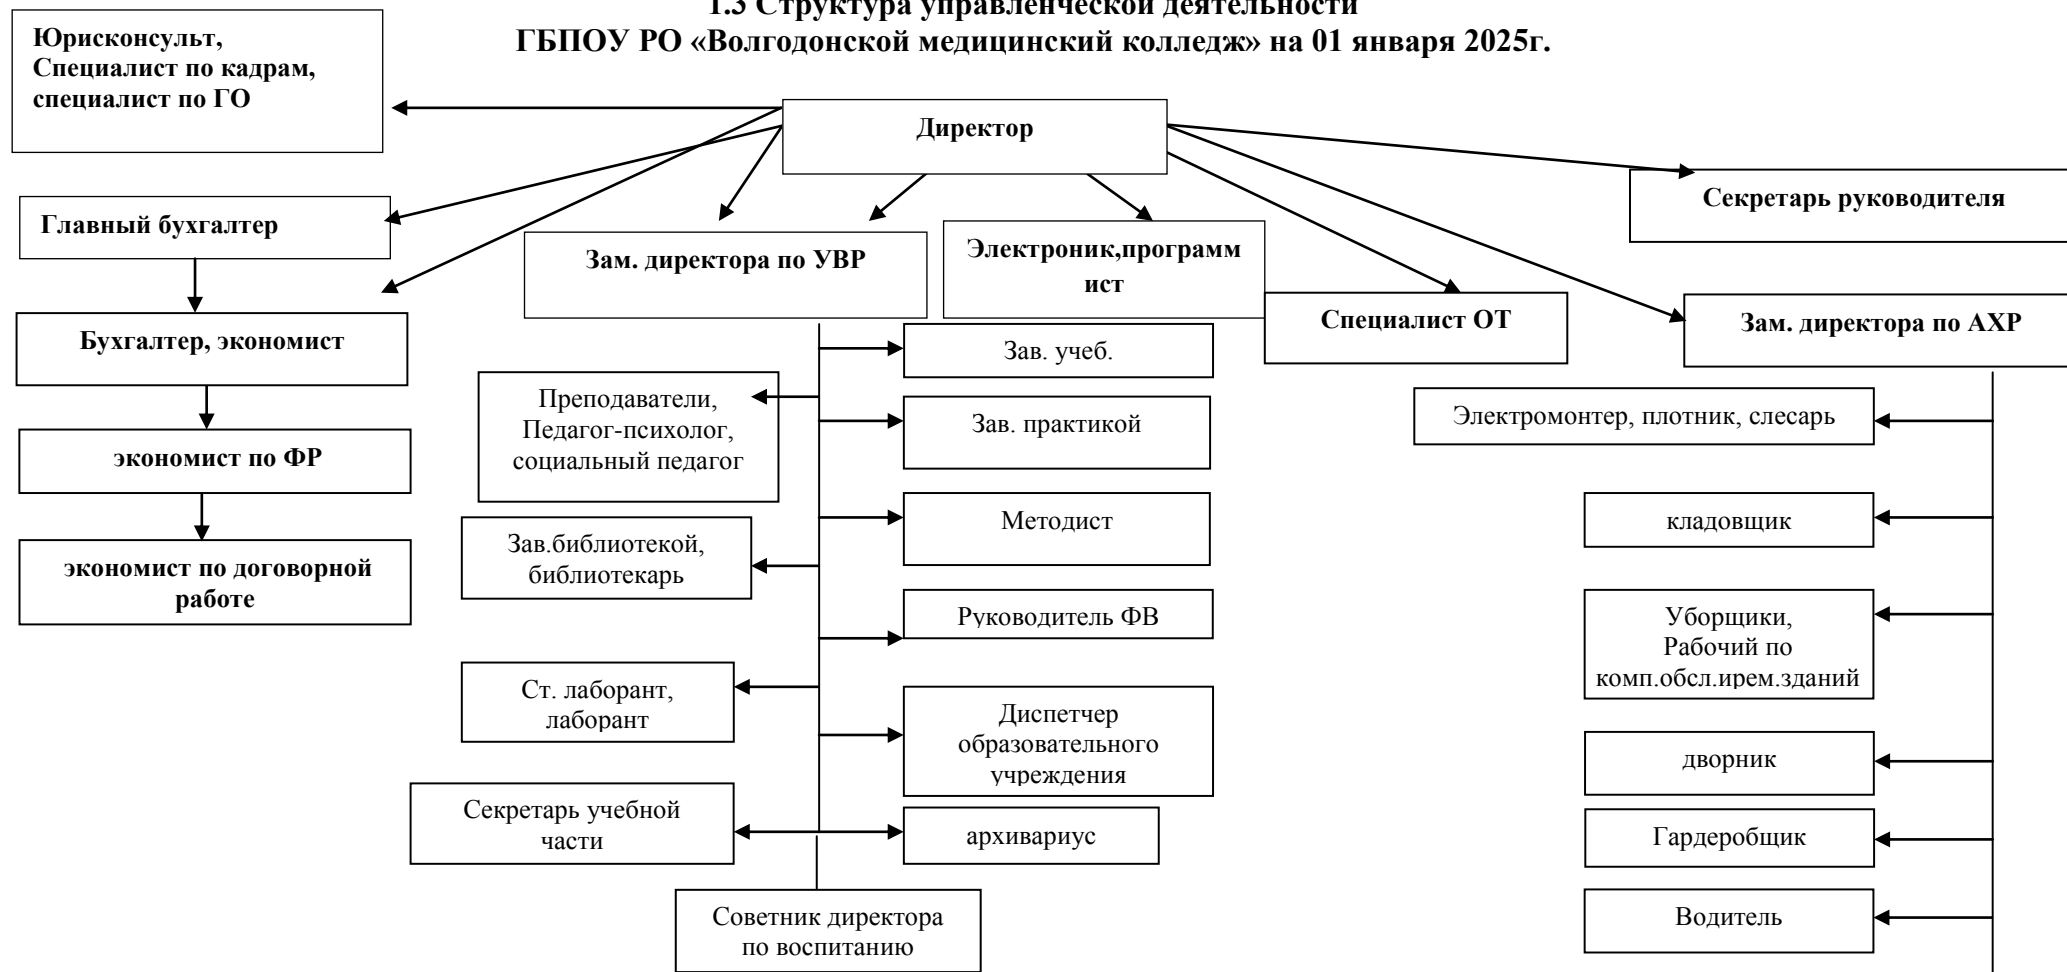 1.3 Структура управленческой деятельности
ГБПОУ РО «Волгодонской медицинский колледж» на 01 января 2025г.
Юрисконсульт,
Специалист по кадрам,
специалист по ГО
Директор
Секретарь руководителя
Главный бухгалтер
Зам. директора по УВР
Электроник,программ
ист
Специалист ОТ
Зам. директора по АХР
Бухгалтер, экономист
экономист по ФР
экономист по договорной
работе
Зав. учеб.
Преподаватели,
Педагог-психолог,
социальный педагог
Зав. практикой
Методист
Зав.библиотекой,
библиотекарь
Руководитель ФВ
Ст. лаборант,
лаборант
Диспетчер
образовательного
учреждения
Секретарь учебной
части
архивариус
Советник директора
по воспитанию
Электромонтер, плотник, слесарь
кладовщик
Уборщики,
Рабочий по
комп.обсл.ирем.зданий
дворник
Гардеробщик
Водитель